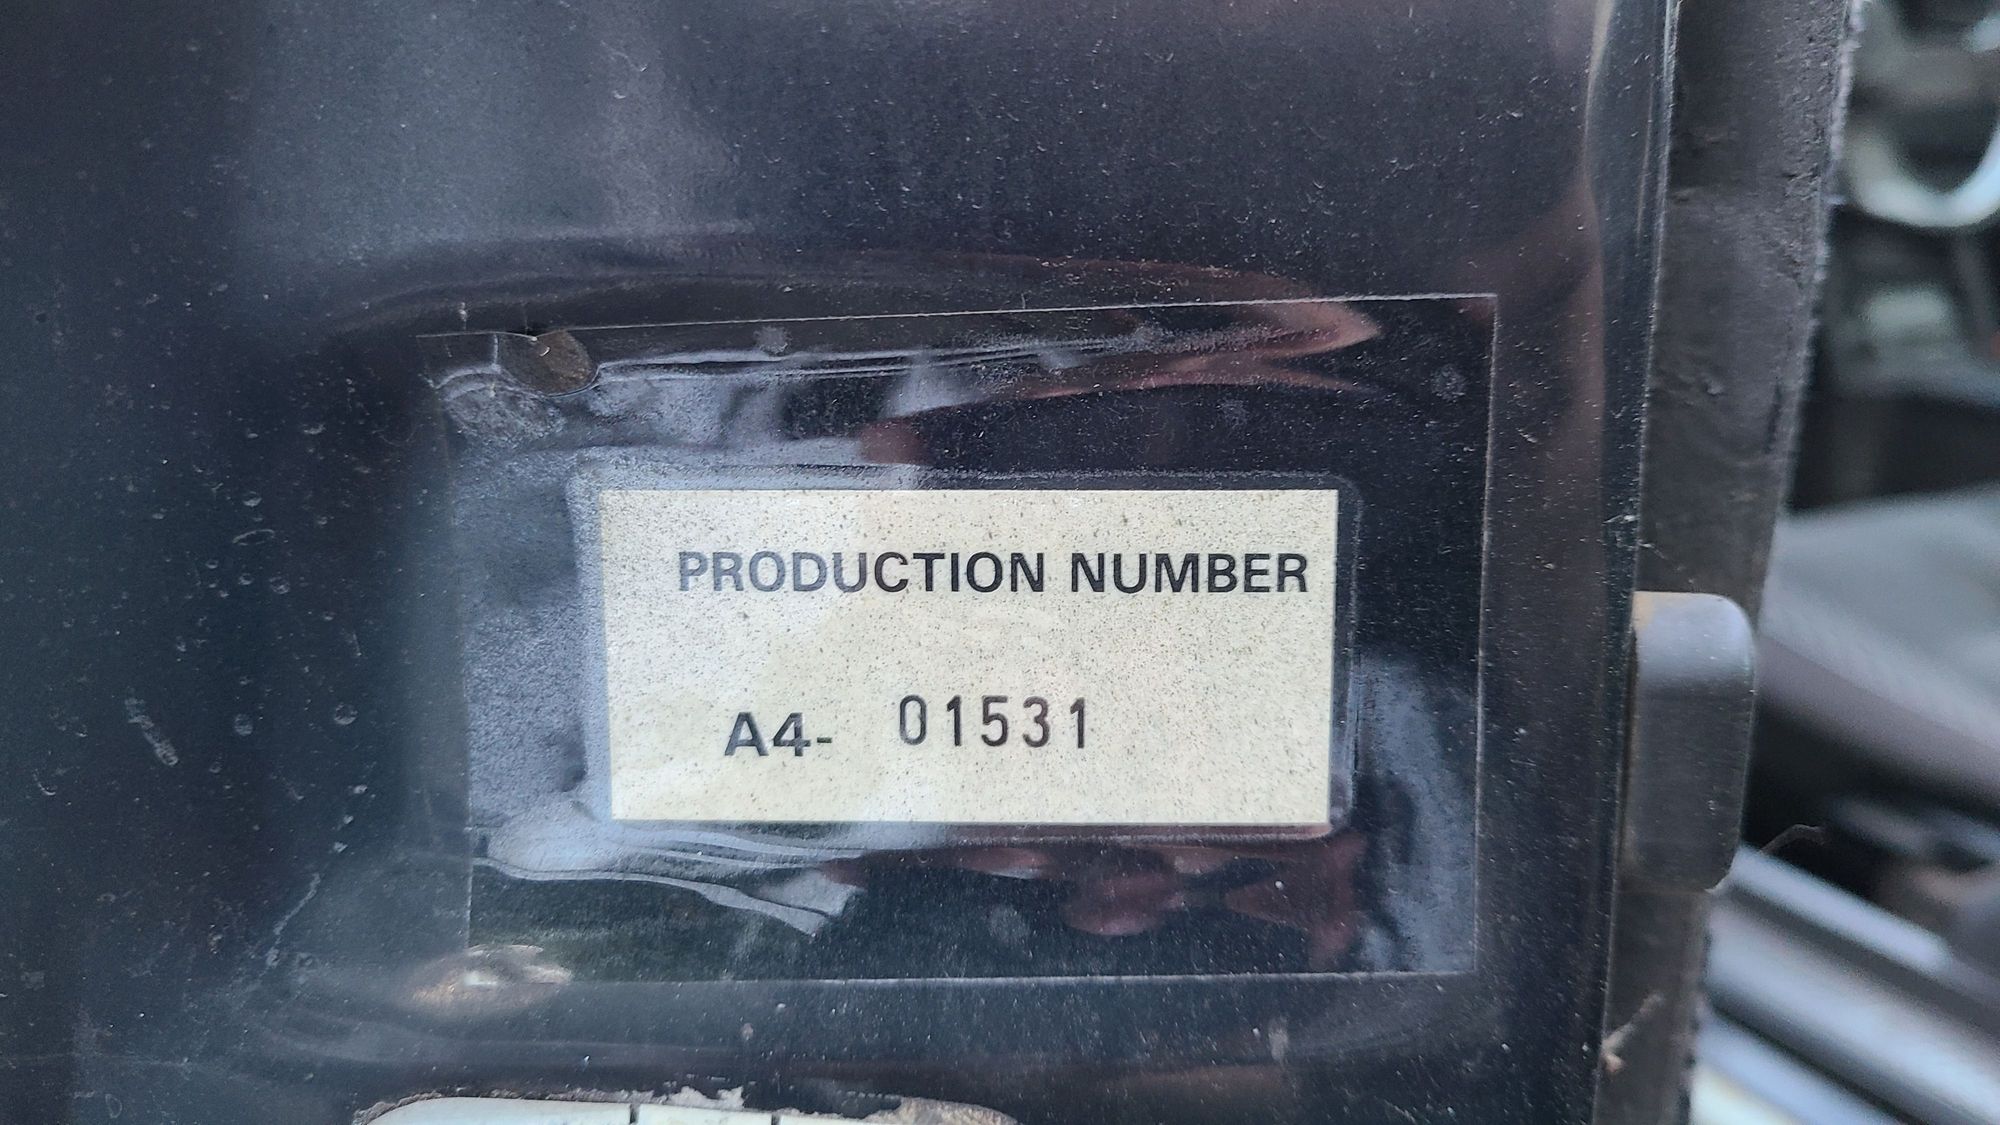 PRODUCTION NUMBER
A4- 01531